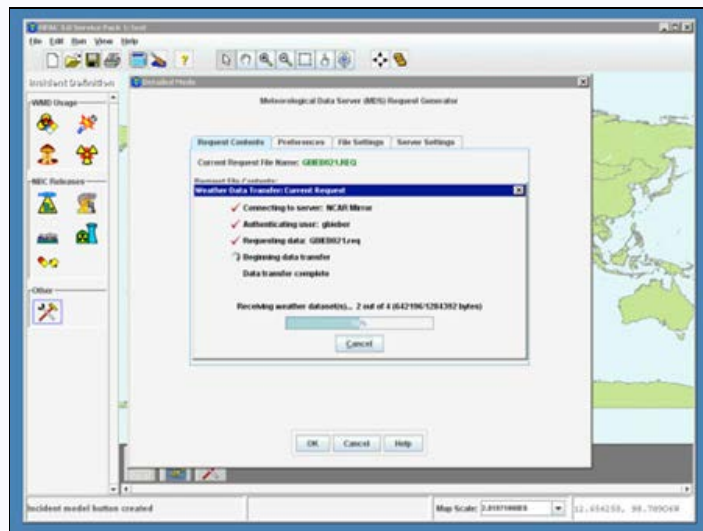 HPAC 5.0 Service Pack 1: Test
File Edit Run View Help
Incident Definition
WMD Usage
NBC Releases
Other
Detailed Mode
Meteorological Data Server (MDS) Request Generator
Request Contents Preferences File Settings Server Settings
Current Request File Name: GBIEB021.REQ
Request File Contents:
Weather Data Transfer: Current Request
Connecting to server: NCAR Mirror
Authenticating user: gbieber
Requesting data: GBIEB021.req
Beginning data transfer
Data transfer complete
Receiving weather dataset(s)... 2 out of 4 (642196/1284392 bytes)
Cancel
OK Cancel Help
Incident model button created
Map Scale: